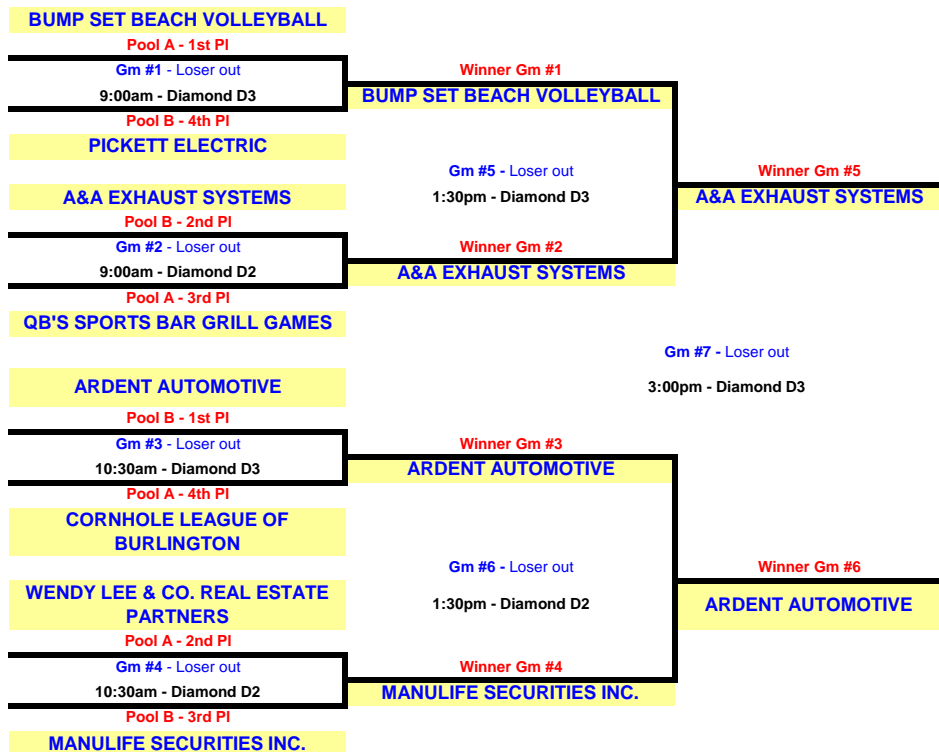 BUMP SET BEACH VOLLEYBALL
Pool A - 1st Pl
Gm #1 - Loser out
9:00am - Diamond D3
Pool B - 4th Pl
PICKETT ELECTRIC
Winner Gm #1
BUMP SET BEACH VOLLEYBALL
A&A EXHAUST SYSTEMS
Pool B - 2nd Pl
Gm #2 - Loser out
9:00am - Diamond D2
Pool A - 3rd Pl
QB'S SPORTS BAR GRILL GAMES
Gm #5 - Loser out
1:30pm - Diamond D3
Winner Gm #2
A&A EXHAUST SYSTEMS
Winner Gm #5
A&A EXHAUST SYSTEMS
Gm #7 - Loser out
3:00pm - Diamond D3
ARDENT AUTOMOTIVE
Pool B - 1st Pl
Gm #3 - Loser out
10:30am - Diamond D3
Pool A - 4th Pl
CORNHOLE LEAGUE OF
BURLINGTON
Winner Gm #3
ARDENT AUTOMOTIVE
WENDY LEE & CO. REAL ESTATE
PARTNERS
Pool A - 2nd Pl
Gm #4 - Loser out
10:30am - Diamond D2
Pool B - 3rd Pl
MANULIFE SECURITIES INC.
Gm #6 - Loser out
1:30pm - Diamond D2
Winner Gm #4
MANULIFE SECURITIES INC.
Winner Gm #6
ARDENT AUTOMOTIVE